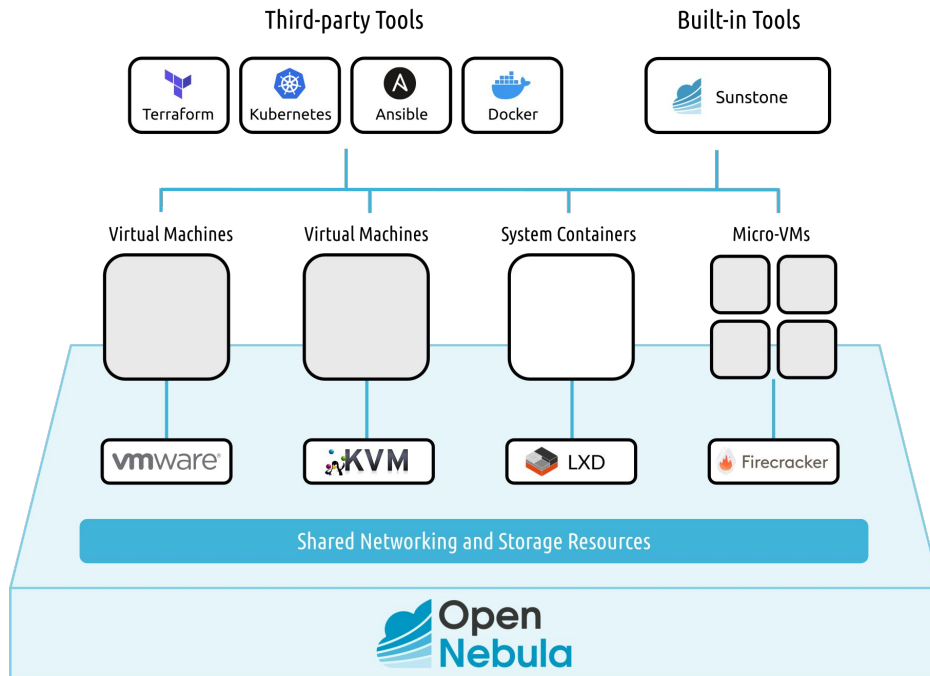 Third-party Tools
Built-in Tools
Terraform
Kubernetes
Ansible
Docker
Sunstone
Virtual Machines
Virtual Machines
System Containers
Micro-VMs
vmware®
KVM
LXD
Firecracker
Shared Networking and Storage Resources
Open
Nebula